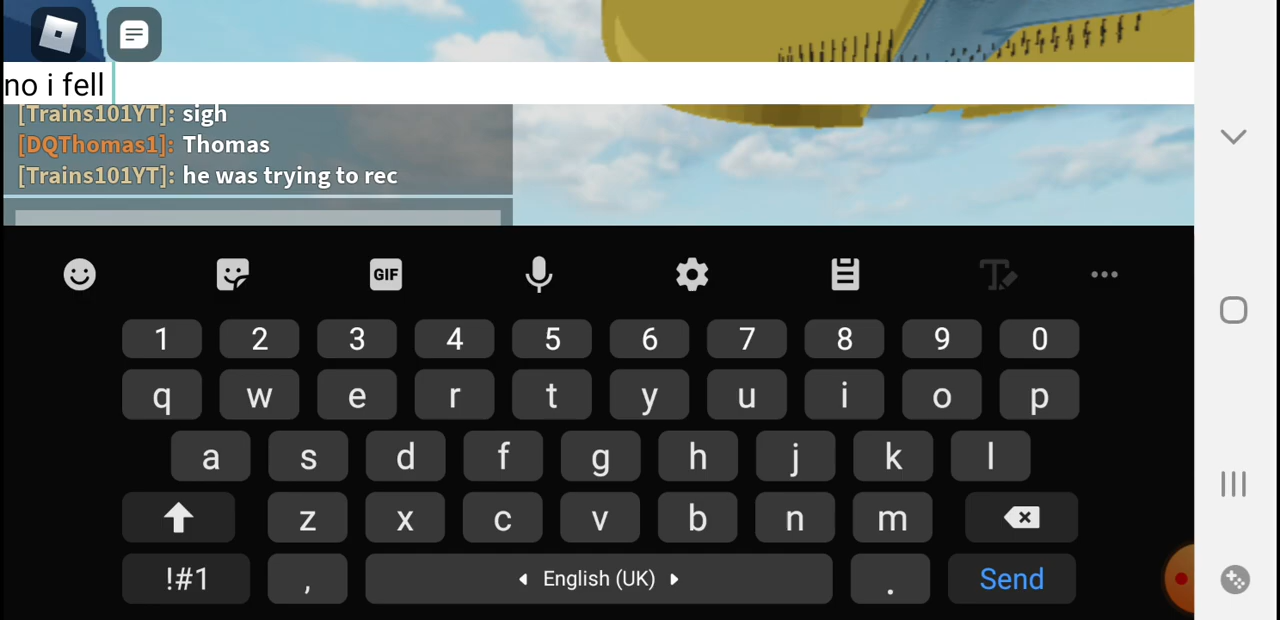 no i fell
[Trains101YT]: sigh
[DQThomas1]: Thomas
[Trains101YT]: he was trying to rec
GIF
1 2 3 4 5 6 7 8 9 0
q w e r t y u i o p
a s d f g h j k l
z x c v b n m
!#1 , English (UK) . Send